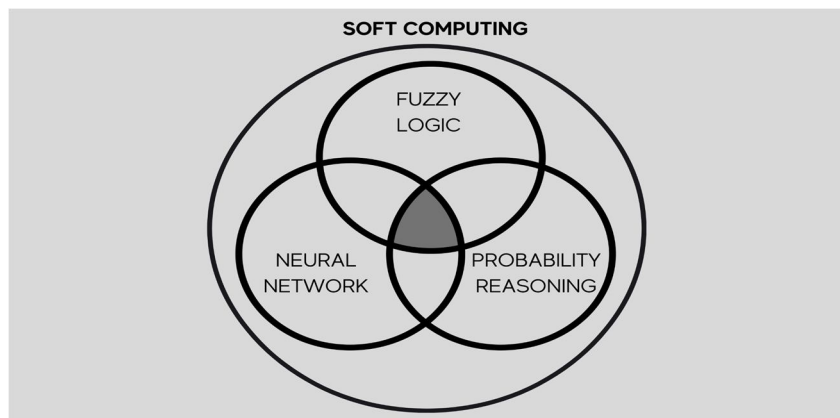 SOFT COMPUTING
FUZZY
LOGIC
NEURAL
NETWORK
PROBABILITY
REASONING